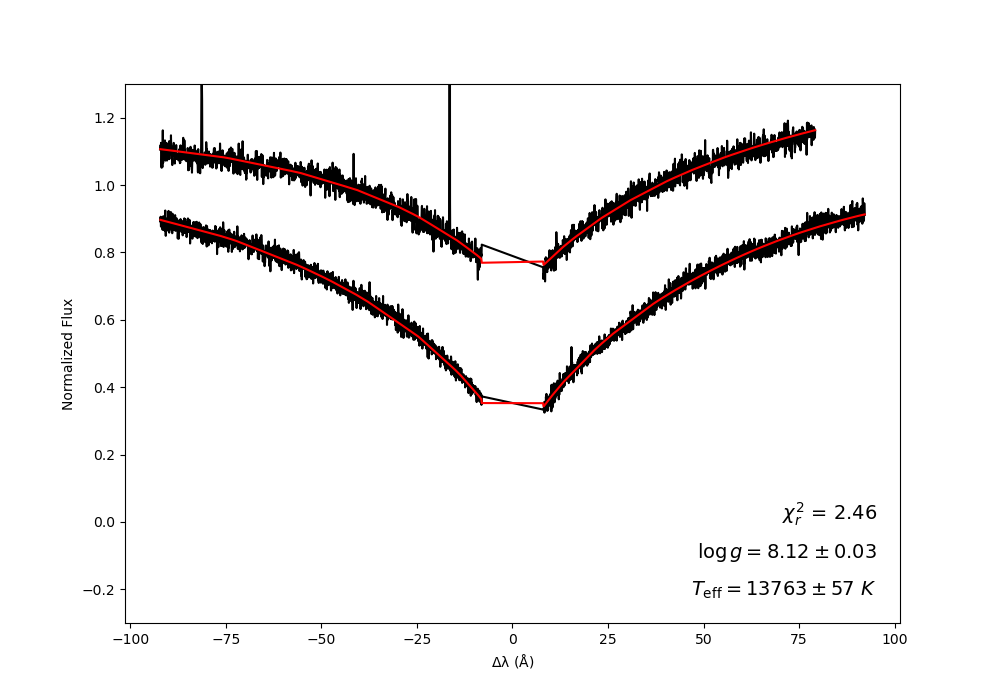 1.2
1.0
0.8
0.6
0.4
0.2
0.0
−0.2
Normalized Flux
χ²ᵣ = 2.46
log g = 8.12 ± 0.03
T_eff = 13763 ± 57 K
−100 −75 −50 −25 0 25 50 75 100
Δλ (Å)